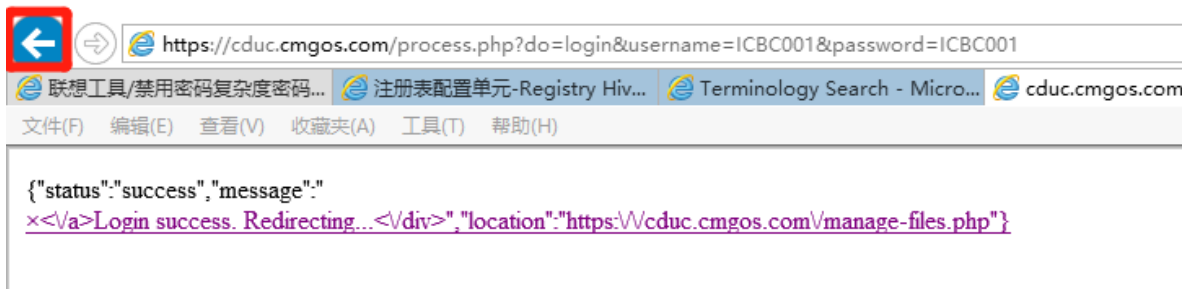 https://cduc.cmgos.com/process.php?do=login&username=ICBC001&password=ICBC001
联想工具/禁用密码复杂度密码... 注册表配置单元-Registry Hiv... Terminology Search - Micro... cduc.cmgos.com
文件(F) 编辑(E) 查看(V) 收藏夹(A) 工具(T) 帮助(H)
{"status":"success","message":"
×<\/a>Login success. Redirecting...<\/div>","location":"https:\/\/cduc.cmgos.com\/manage-files.php"}